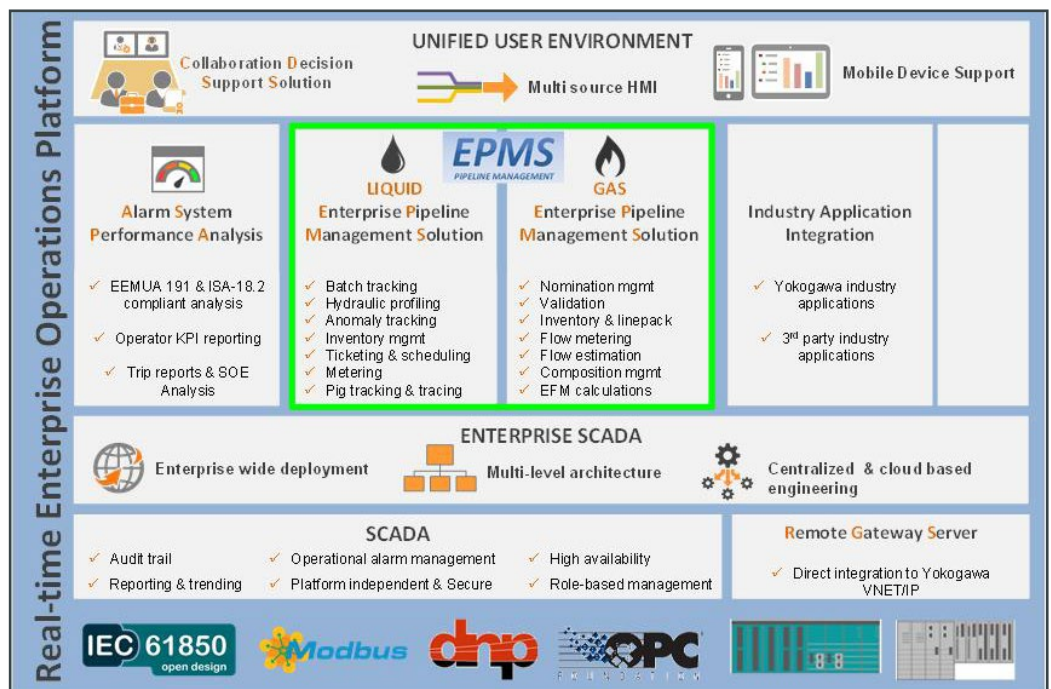 Real-time Enterprise Operations Platform
UNIFIED USER ENVIRONMENT
Collaboration Decision
Support Solution
Multi source HMI
Mobile Device Support
Alarm System
Performance Analysis
EEMUA 191 & ISA-18.2
compliant analysis
Operator KPI reporting
Trip reports & SOE
Analysis
EPMS
PIPELINE MANAGEMENT
LIQUID
Enterprise Pipeline
Management Solution
Batch tracking
Hydraulic profiling
Anomaly tracking
Inventory mgmt
Ticketing & scheduling
Metering
Pig tracking & tracing
GAS
Enterprise Pipeline
Management Solution
Nomination mgmt
Validation
Inventory & linepack
Flow metering
Flow estimation
Composition mgmt
EFM calculations
Industry Application
Integration
Yokogawa industry
applications
3rd party industry
applications
ENTERPRISE SCADA
Enterprise wide deployment
Multi-level architecture
Centralized & cloud based
engineering
SCADA
Audit trail
Reporting & trending
Operational alarm management
Platform independent & Secure
High availability
Role-based management
Remote Gateway Server
Direct integration to Yokogawa
VNET/IP
IEC 61850
open design
Modbus
dnp
OPC
FOUNDATION